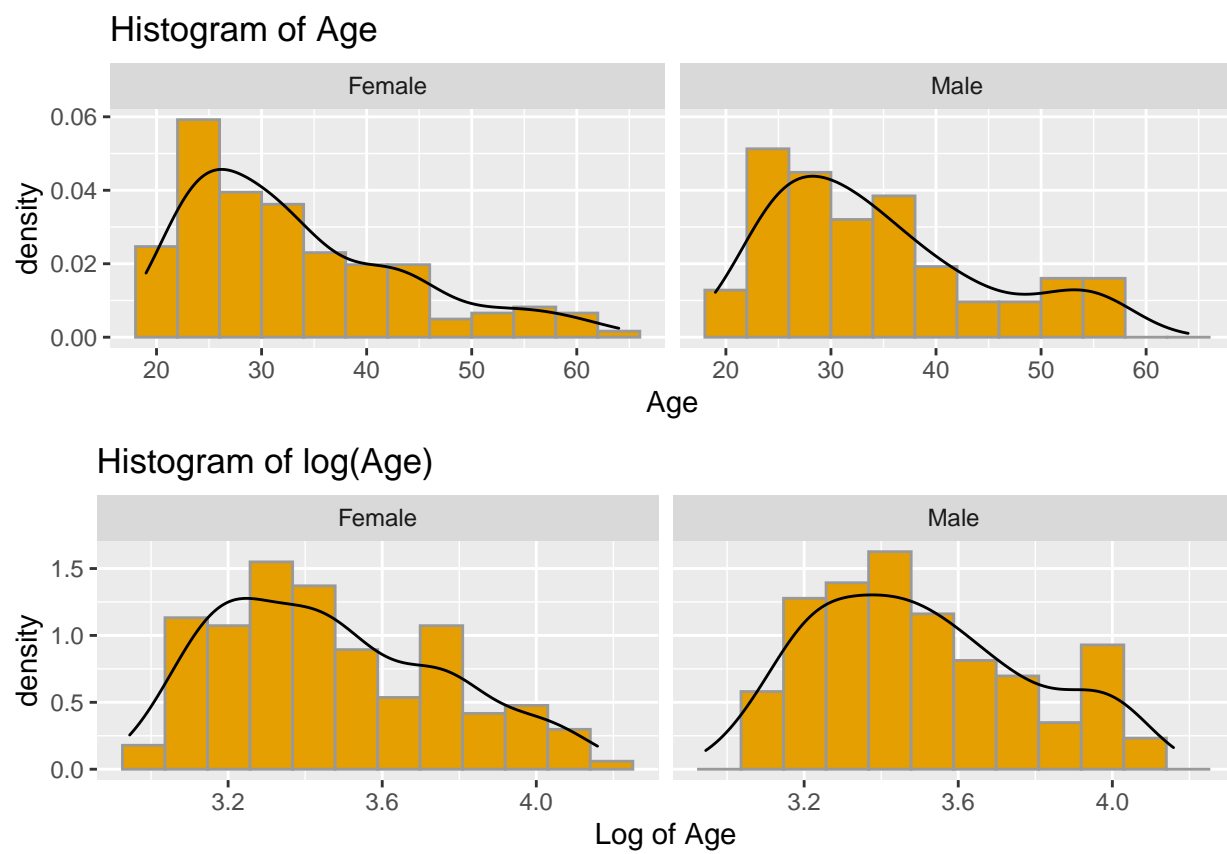 Histogram of Age
Female Male
0.06
0.04
0.02
0.00
density
20 30 40 50 60 20 30 40 50 60
Age
Histogram of log(Age)
Female Male
1.5
1.0
0.5
0.0
density
3.2 3.6 4.0 3.2 3.6 4.0
Log of Age